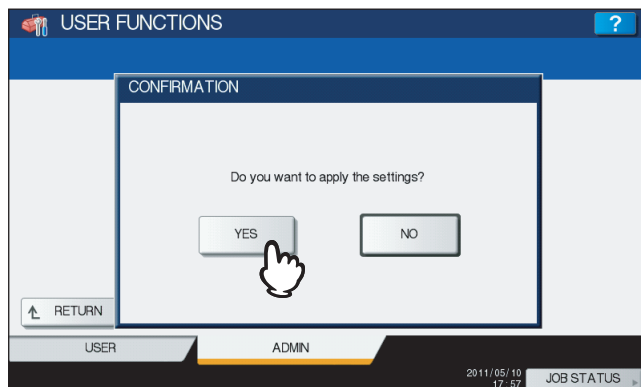 USER FUNCTIONS
?
CONFIRMATION
Do you want to apply the settings?
YES
NO
RETURN
USER
ADMIN
2011/05/10
17:57
JOB STATUS